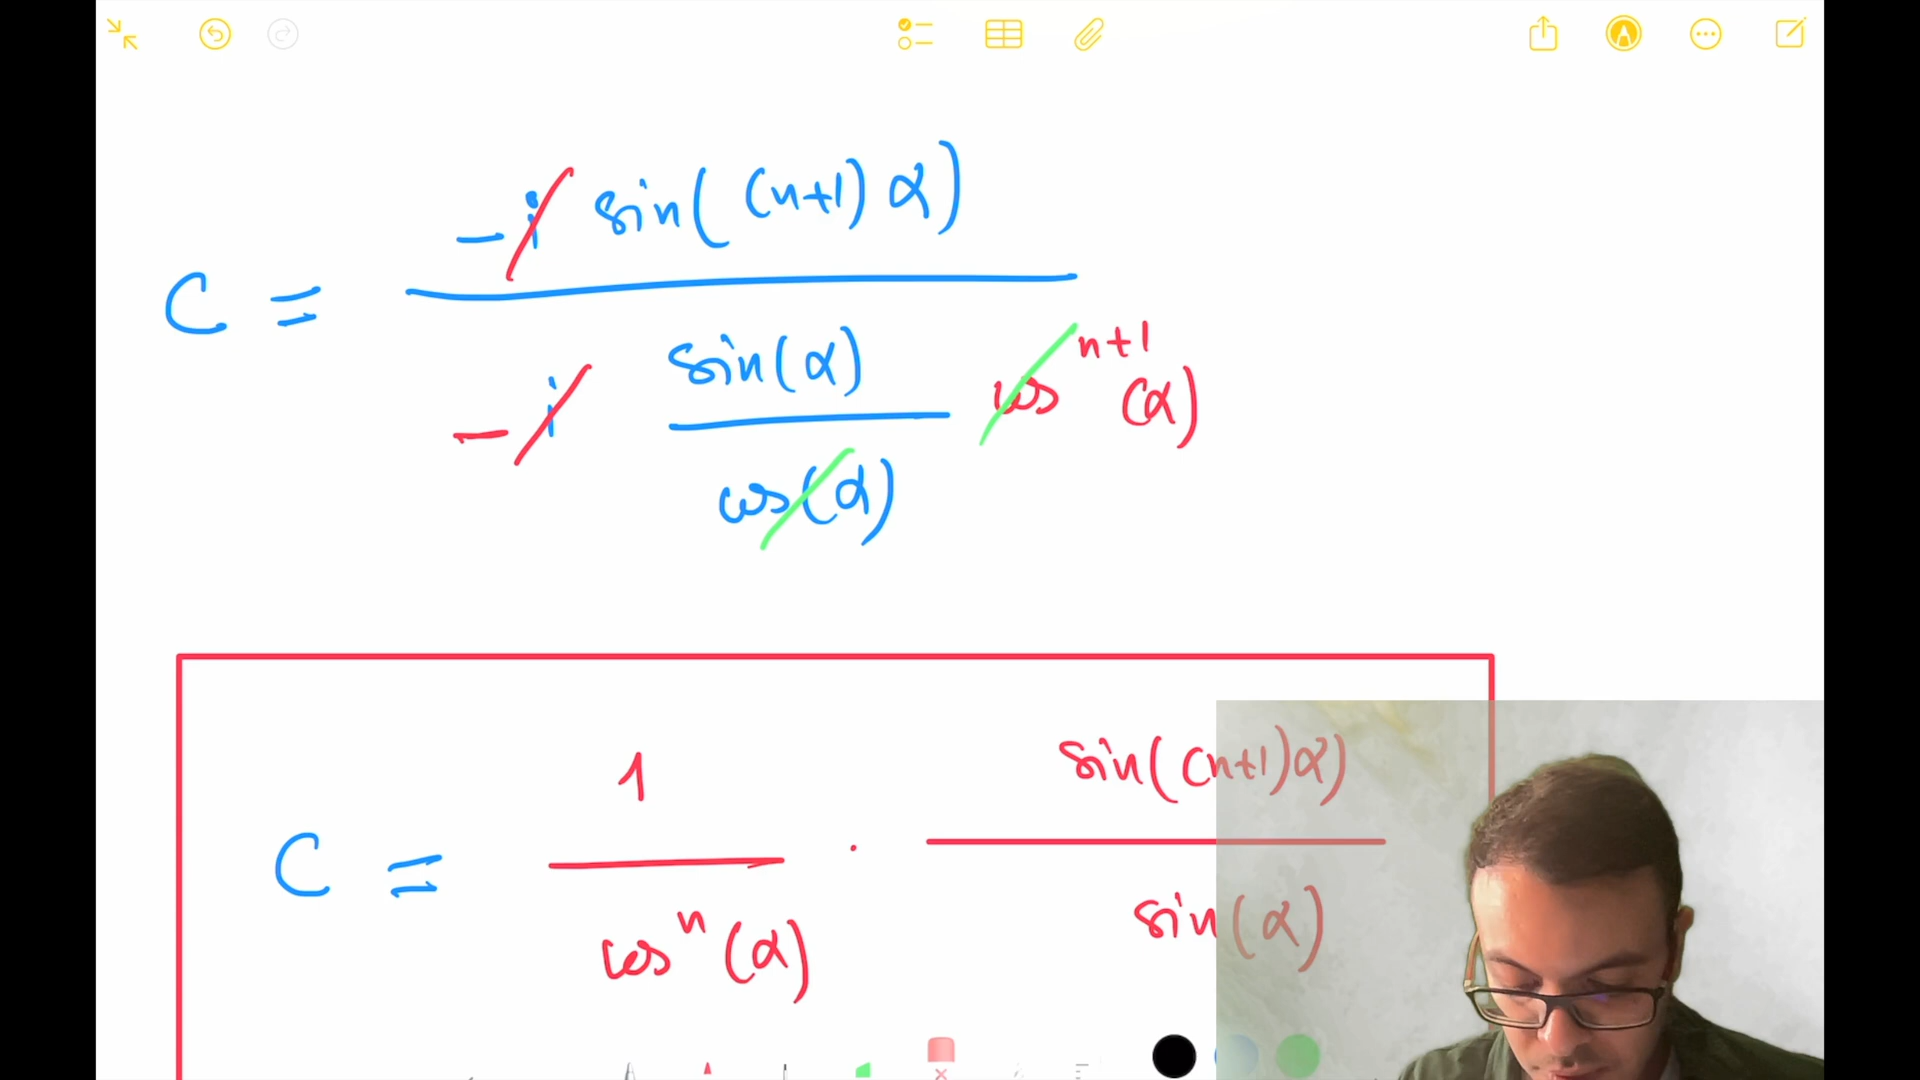 C = -i sin((n+1)α) / -i sin(α)/cos(α) cos^{n+1}(α)
C = 1/cos^n(α) · sin((n+1)α)/sin(α)